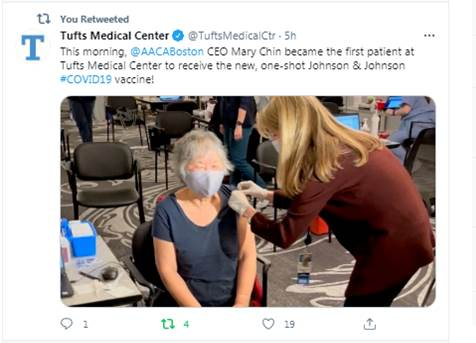 You Retweeted
Tufts Medical Center @TuftsMedicalCtr · 5h
This morning, @AACABoston CEO Mary Chin became the first patient at
Tufts Medical Center to receive the new, one-shot Johnson & Johnson
#COVID19 vaccine!
1 4 19